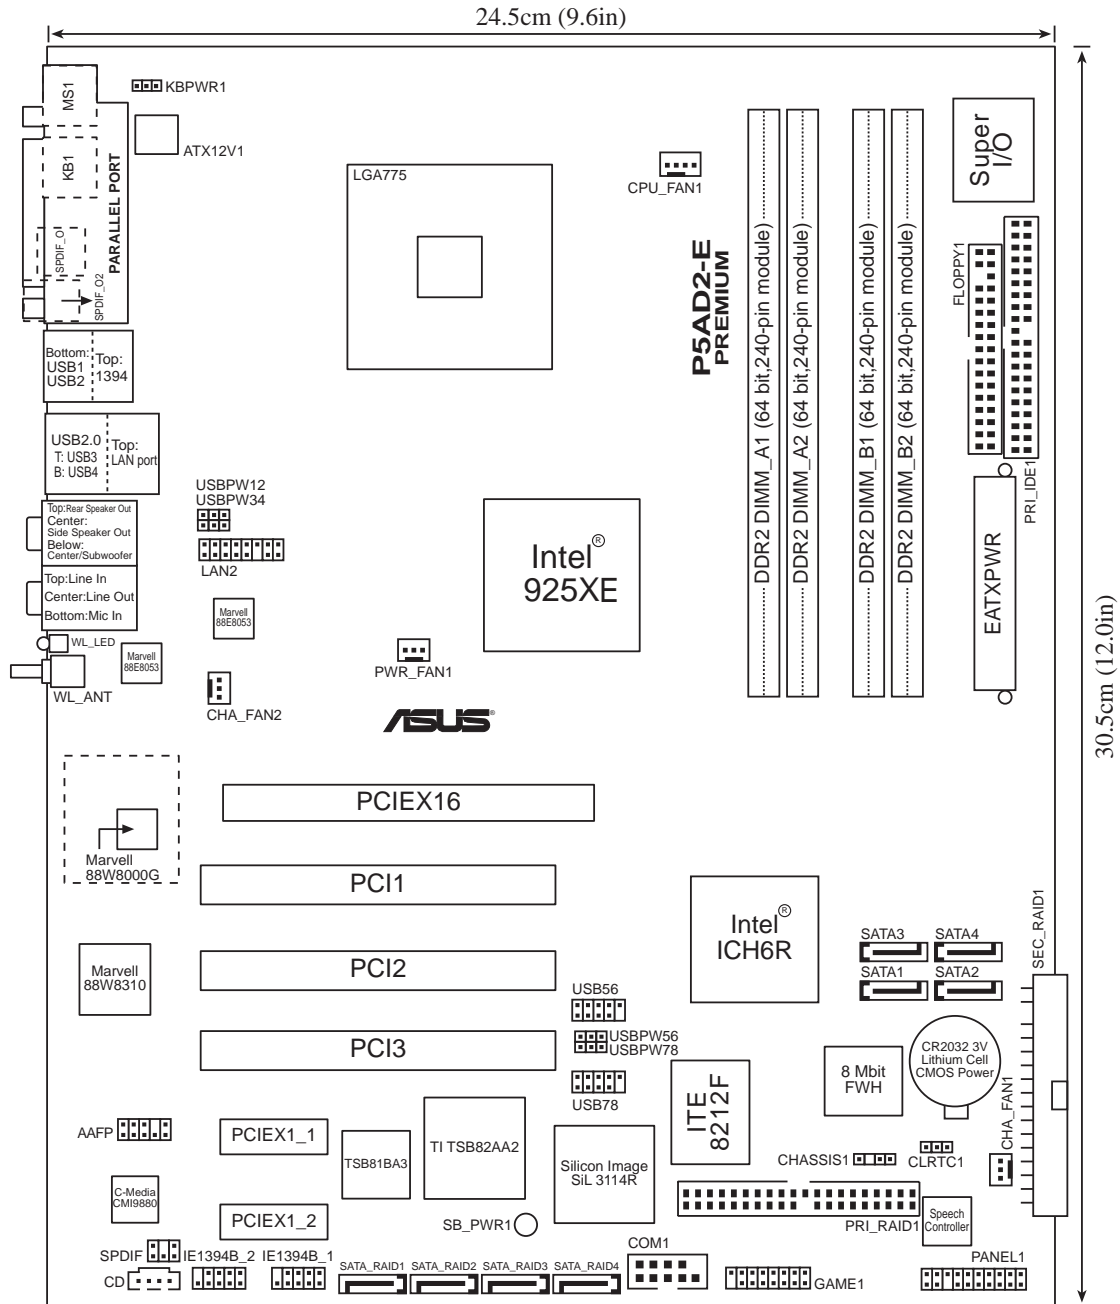 24.5cm (9.6in)
30.5cm (12.0in)
MS1
KBPWR1
ATX12V1
KB1
PARALLEL PORT
SPDIF_O1
SPDIF_O2
LGA775
CPU_FAN1
P5AD2-E
PREMIUM
DDR2 DIMM_A1 (64 bit,240-pin module)
DDR2 DIMM_A2 (64 bit,240-pin module)
DDR2 DIMM_B1 (64 bit,240-pin module)
DDR2 DIMM_B2 (64 bit,240-pin module)
Super
I/O
FLOPPY1
PRI_IDE1
Bottom:
USB1
USB2
Top:
1394
USB2.0
T: USB3
B: USB4
Top:
LAN port
USBPW12
USBPW34
LAN2
Top:Rear Speaker Out
Center:
Side Speaker Out
Below:
Center/Subwoofer
Top:Line In
Center:Line Out
Bottom:Mic In
Intel®
925XE
EATXPWR
Marvell
88E8053
WL_LED
Marvell
88E8053
WL_ANT
PWR_FAN1
CHA_FAN2
ASUS®
PCIEX16
Marvell
88W8000G
PCI1
Intel®
ICH6R
SATA3
SATA4
SATA1
SATA2
SEC_RAID1
Marvell
88W8310
PCI2
USB56
USBPW56
USBPW78
PCI3
USB78
CR2032 3V
Lithium Cell
CMOS Power
8 Mbit
FWH
ITE
8212F
CHA_FAN1
AAFP
PCIEX1_1
TSB81BA3
TI TSB82AA2
Silicon Image
SiL 3114R
CHASSIS1
CLRTC1
C-Media
CMI9880
PCIEX1_2
SB_PWR1
PRI_RAID1
Speech
Controller
SPDIF
IE1394B_2
IE1394B_1
CD
SATA_RAID1
SATA_RAID2
SATA_RAID3
SATA_RAID4
COM1
GAME1
PANEL1